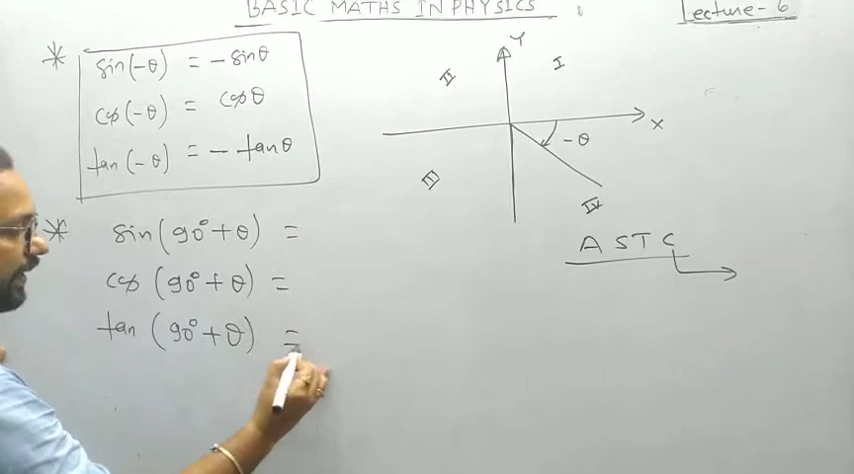 BASIC MATHS IN PHYSICS
Lecture-6
* sin(-θ) = -sinθ
cos(-θ) = cosθ
tan(-θ) = -tanθ
Y
II
I
X
-θ
III
IV
A S T C
* sin(90°+θ) =
cos(90°+θ) =
tan(90°+θ) =